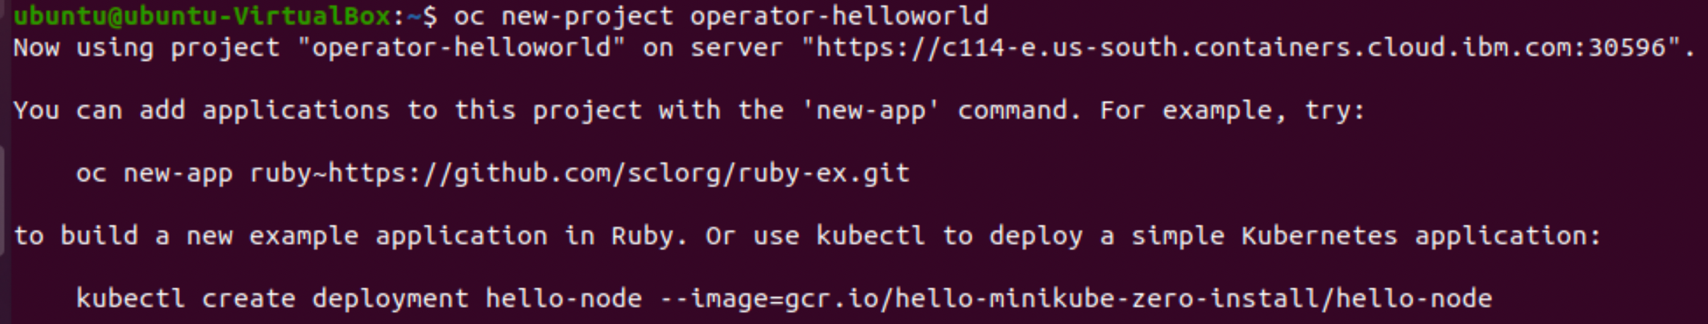 ubuntu@ubuntu-VirtualBox:~$ oc new-project operator-helloworld
Now using project "operator-helloworld" on server "https://c114-e.us-south.containers.cloud.ibm.com:30596".
You can add applications to this project with the 'new-app' command. For example, try:
oc new-app ruby~https://github.com/sclorg/ruby-ex.git
to build a new example application in Ruby. Or use kubectl to deploy a simple Kubernetes application:
kubectl create deployment hello-node --image=gcr.io/hello-minikube-zero-install/hello-node